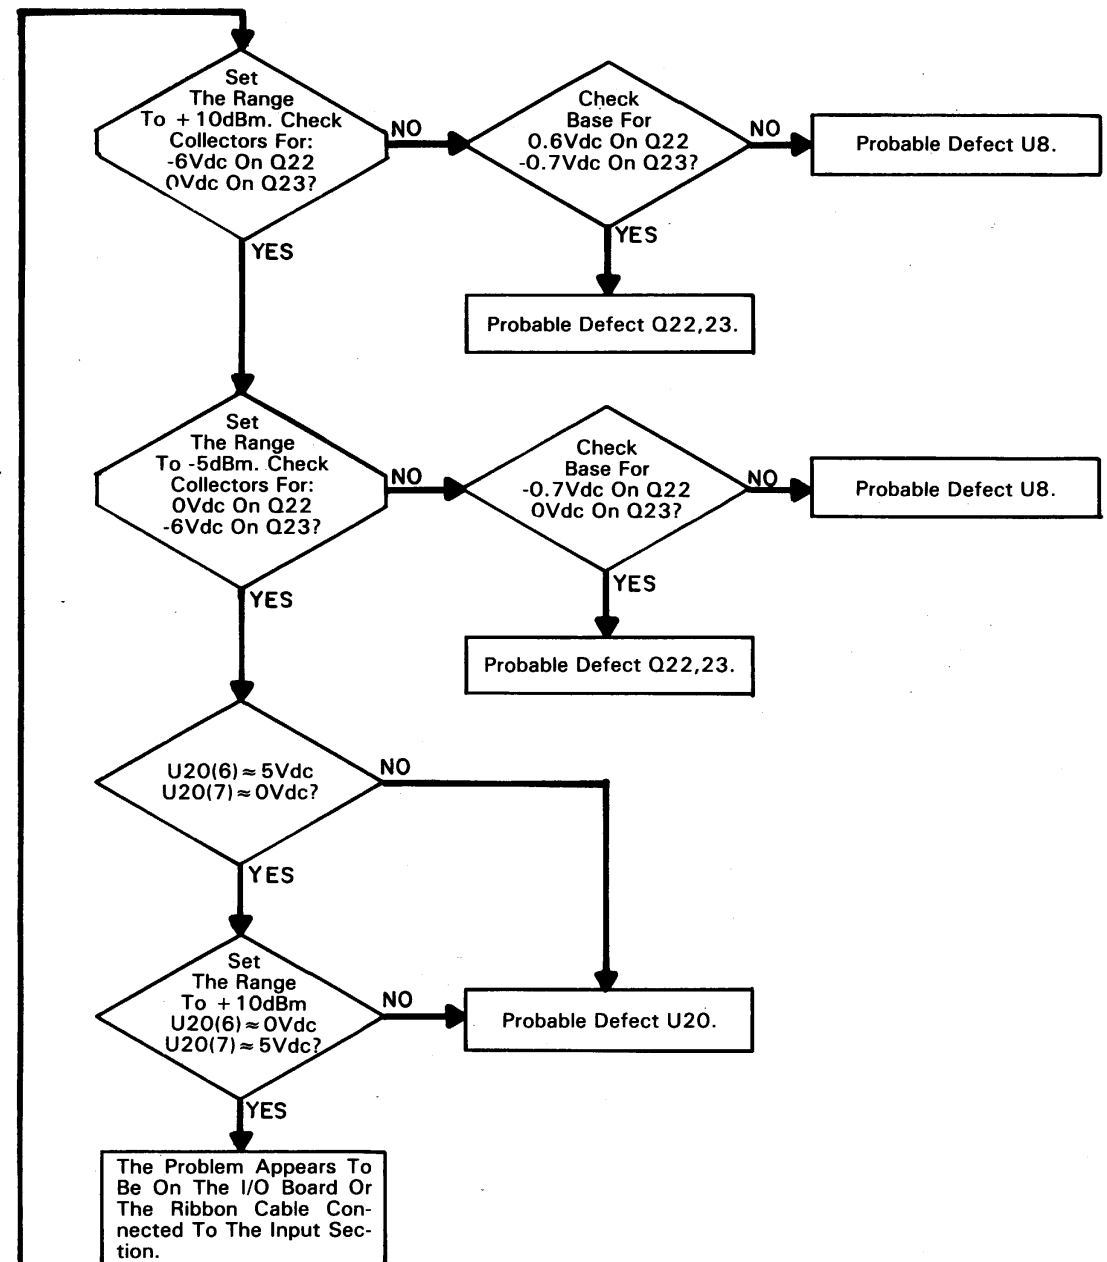 Set
The Range
To +10dBm. Check
Collectors For:
-6Vdc On Q22
0Vdc On Q23?
NO
Check
Base For
0.6Vdc On Q22
-0.7Vdc On Q23?
NO
Probable Defect U8.
YES
Probable Defect Q22,23.
YES
Set
The Range
To -5dBm. Check
Collectors For:
0Vdc On Q22
-6Vdc On Q23?
NO
Check
Base For
-0.7Vdc On Q22
0Vdc On Q23?
NO
Probable Defect U8.
YES
Probable Defect Q22,23.
YES
U20(6)≈5Vdc
U20(7)≈0Vdc?
NO
YES
Set
The Range
To +10dBm
U20(6)≈0Vdc
U20(7)≈5Vdc?
NO
Probable Defect U20.
YES
The Problem Appears To
Be On The I/O Board Or
The Ribbon Cable Con-
nected To The Input Sec-
tion.